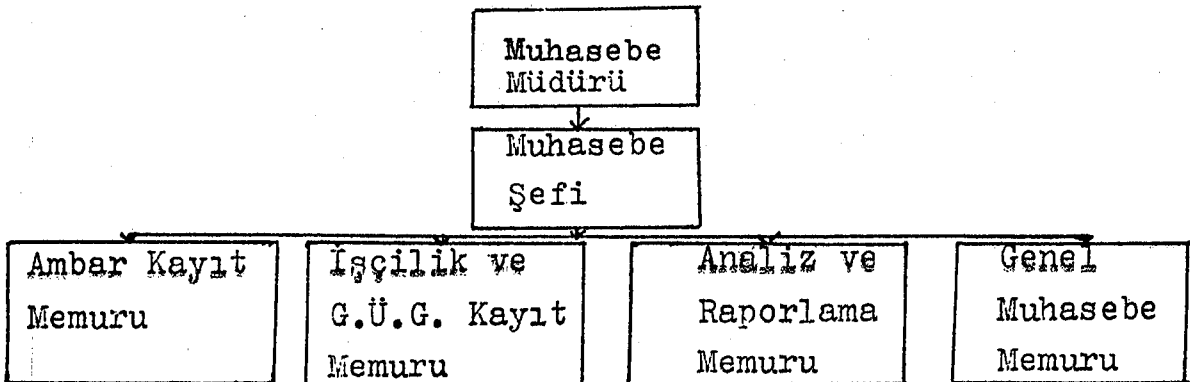 Muhasebe
Müdürü
Muhasebe
Şefi
Ambar Kayıt
Memuru
İşçilik ve
G.Ü.G. Kayıt
Memuru
Analiz ve
Raporlama
Memuru
Genel
Muhasebe
Memuru